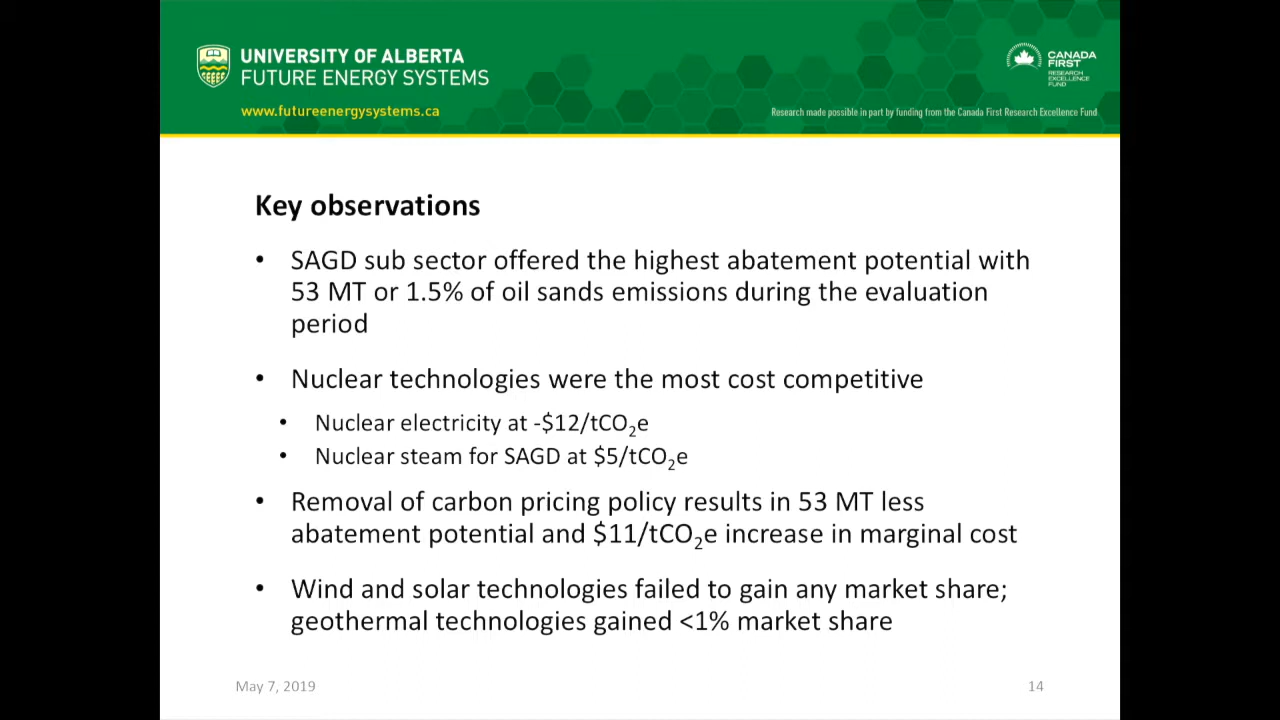 UNIVERSITY OF ALBERTA
FUTURE ENERGY SYSTEMS
www.futureenergysystems.ca
CANADA
FIRST
RESEARCH
EXCELLENCE
FUND
Research made possible in part by funding from the Canada First Research Excellence Fund
Key observations
• SAGD sub sector offered the highest abatement potential with
53 MT or 1.5% of oil sands emissions during the evaluation
period
• Nuclear technologies were the most cost competitive
• Nuclear electricity at -$12/tCO₂e
• Nuclear steam for SAGD at $5/tCO₂e
• Removal of carbon pricing policy results in 53 MT less
abatement potential and $11/tCO₂e increase in marginal cost
• Wind and solar technologies failed to gain any market share;
geothermal technologies gained <1% market share
May 7, 2019
14